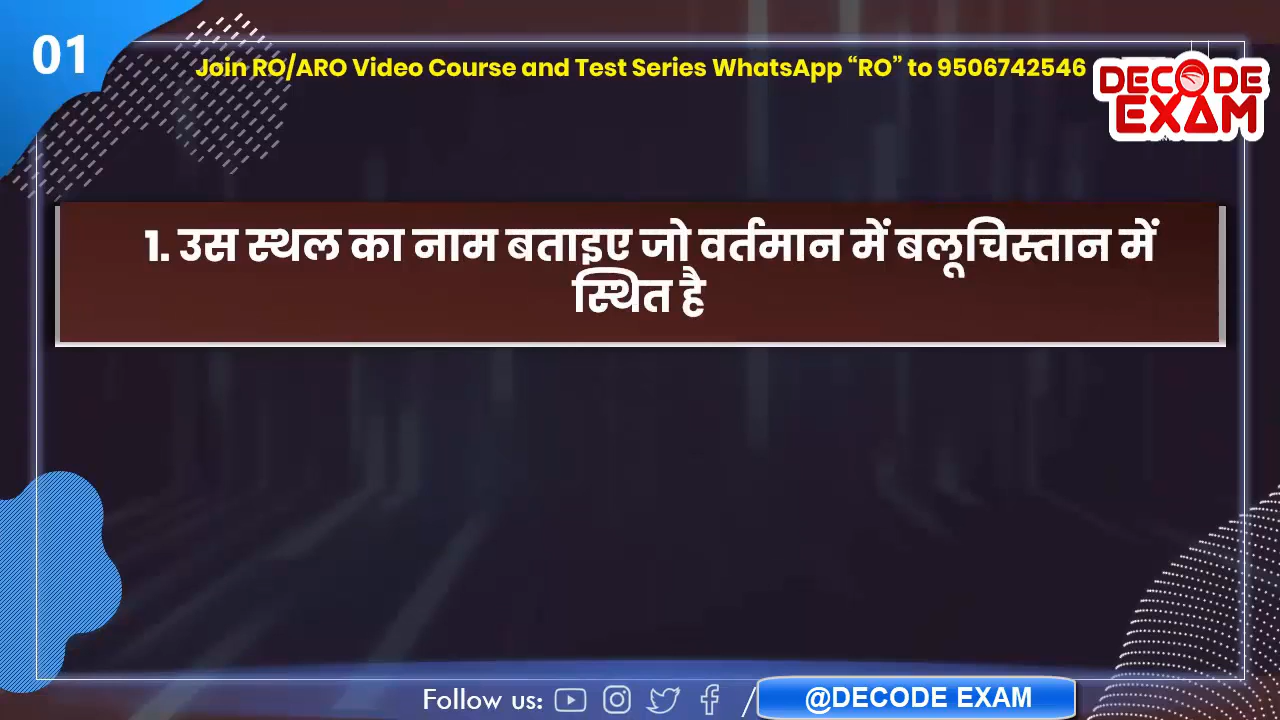 01
Join RO/ARO Video Course and Test Series WhatsApp “RO” to 9506742546
DECODE
EXAM
1. उस स्थल का नाम बताइए जो वर्तमान में बलूचिस्तान में
स्थित है
Follow us: / @DECODE EXAM